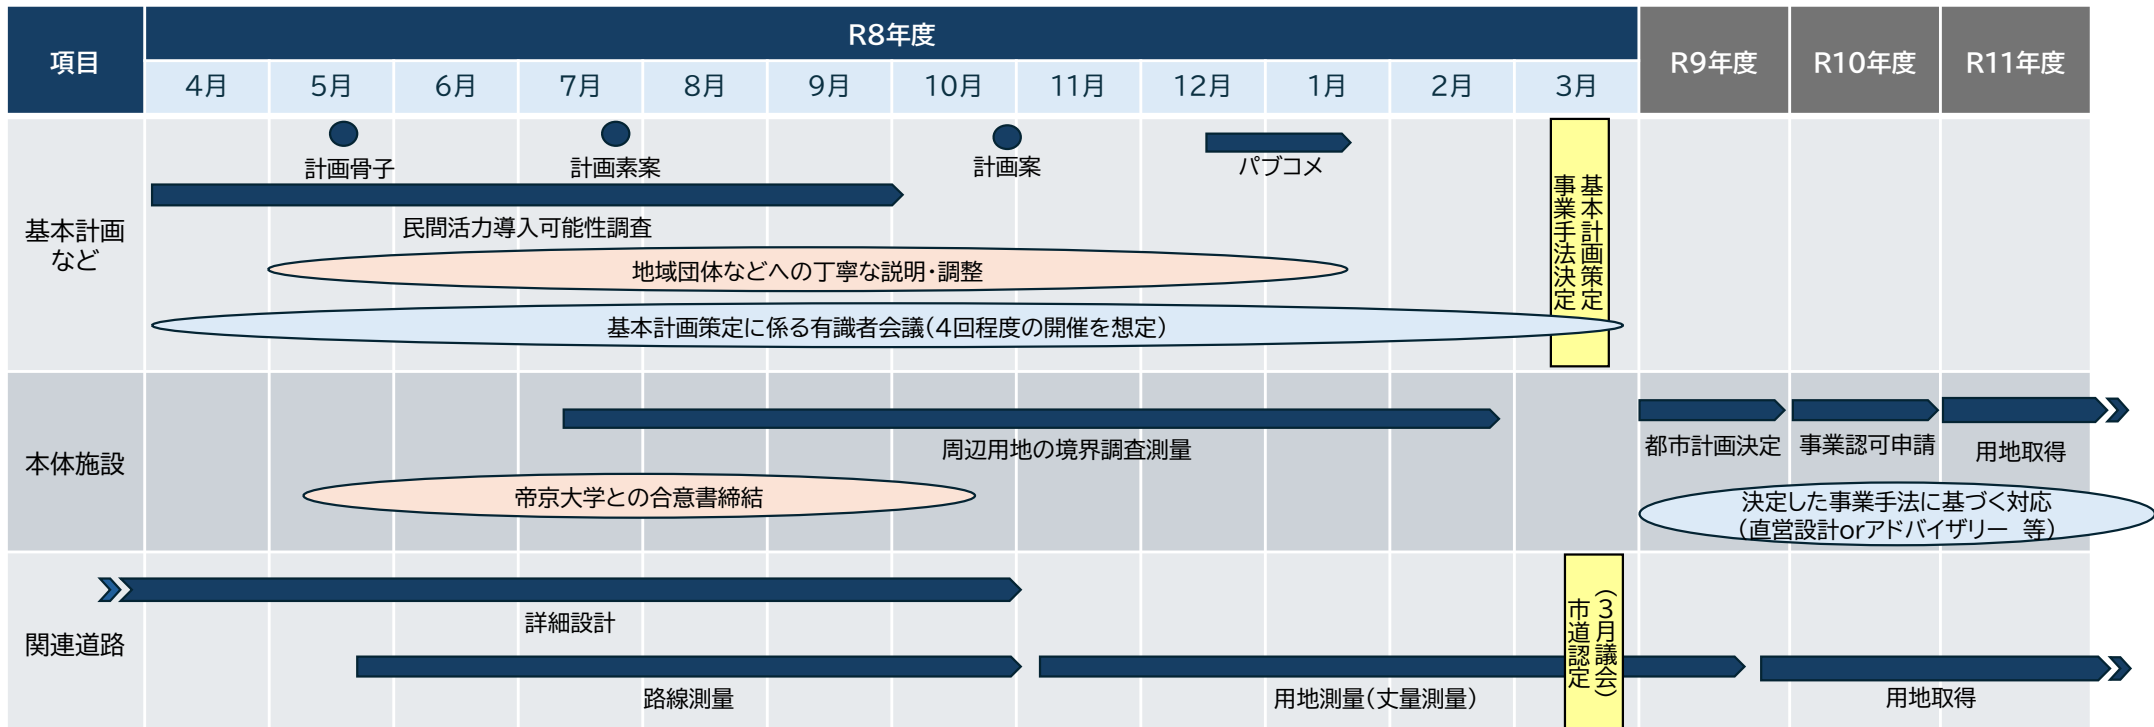 項目
R8年度
R9年度
R10年度
R11年度
4月
5月
6月
7月
8月
9月
10月
11月
12月
1月
2月
3月
基本計画
など
計画骨子
計画素案
計画案
パブコメ
民間活力導入可能性調査
地域団体などへの丁寧な説明・調整
基本計画策定に係る有識者会議(4回程度の開催を想定)
基本計画策定
事業手法決定
本体施設
周辺用地の境界調査測量
帝京大学との合意書締結
都市計画決定
事業認可申請
用地取得
決定した事業手法に基づく対応
(直営設計orアドバイザリー 等)
関連道路
詳細設計
路線測量
用地測量(丈量測量)
(3月議会)
市道認定
用地取得